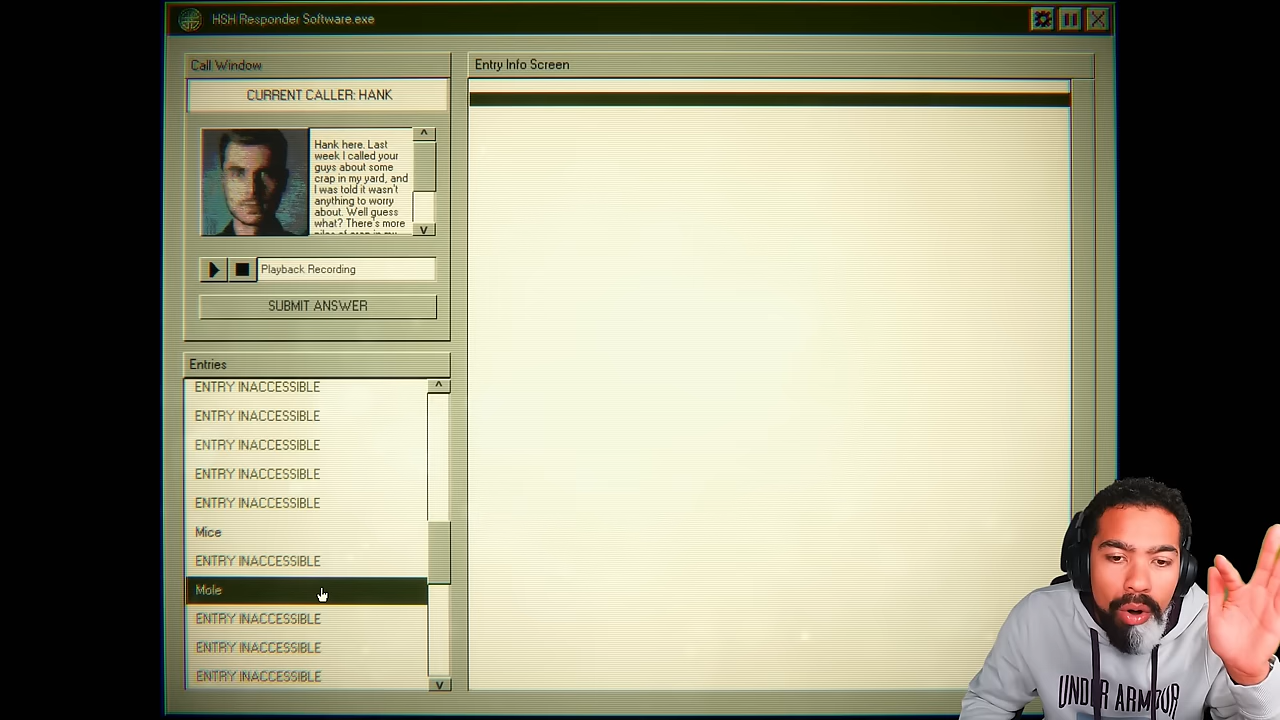 HSH Responder Software.exe
Call Window
CURRENT CALLER: HANK
Hank here. Last
week I called your
guys about some
crap in my yard, and
I was told it wasn't
anything to worry
about. Well guess
what? There's more
Playback Recording
SUBMIT ANSWER
Entries
ENTRY INACCESSIBLE
ENTRY INACCESSIBLE
ENTRY INACCESSIBLE
ENTRY INACCESSIBLE
ENTRY INACCESSIBLE
Mice
ENTRY INACCESSIBLE
Mole
ENTRY INACCESSIBLE
ENTRY INACCESSIBLE
ENTRY INACCESSIBLE
Entry Info Screen
UNDER ARMOUR